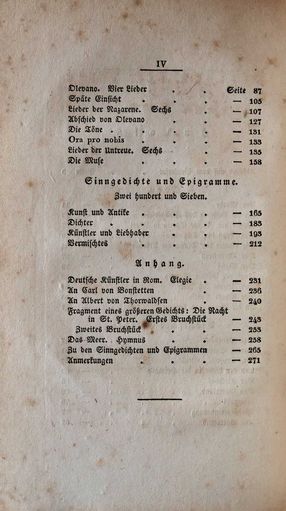 IV
Olevano. Vier Lieder . . Seite 87
Späte Einsicht . . . — 105
Lieder der Nazarene. Sechs . — 107
Abschied von Olevano . . — 127
Die Töne . . . . — 131
Ora pro nobis . . . — 133
Lieder der Untreue. Sechs . . — 135
Die Muse . . . . — 158
Sinngedichte und Epigramme.
Zwei hundert und Sieben.
Kunst und Antike . . . — 165
Dichter . . . . — 185
Künstler und Liebhaber . . — 193
Vermischtes . . . — 212
Anhang.
Deutsche Künstler in Rom. Elegie . — 231
An Carl von Bonstetten . . — 236
An Albert von Thorwaldsen . — 240
Fragment eines größeren Gedichts: Die Nacht
in St. Peter. Erstes Bruchstück . — 243
Zweites Bruchstück . . — 253
Das Meer. Hymnus . . — 258
Zu den Sinngedichten und Epigrammen — 265
Anmerkungen . . . — 271